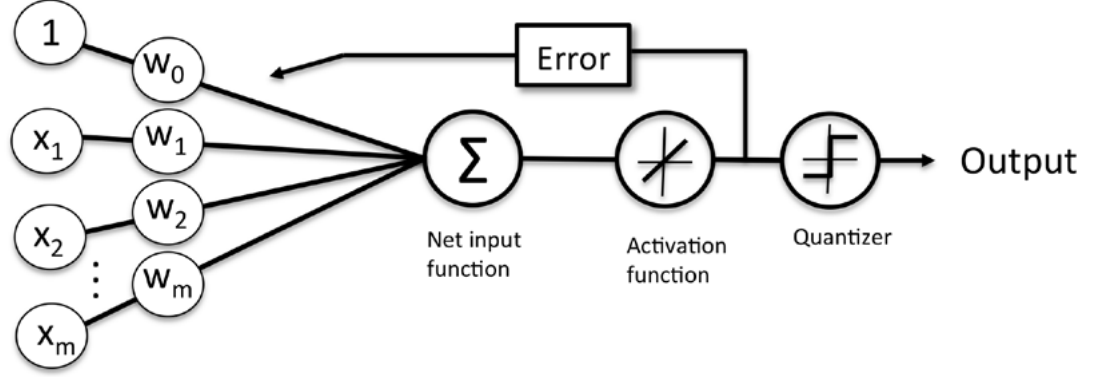 1
w₀
x₁
w₁
x₂
w₂
⋮
xₘ
wₘ
Error
Σ
Net input
function
Activation
function
Quantizer
Output